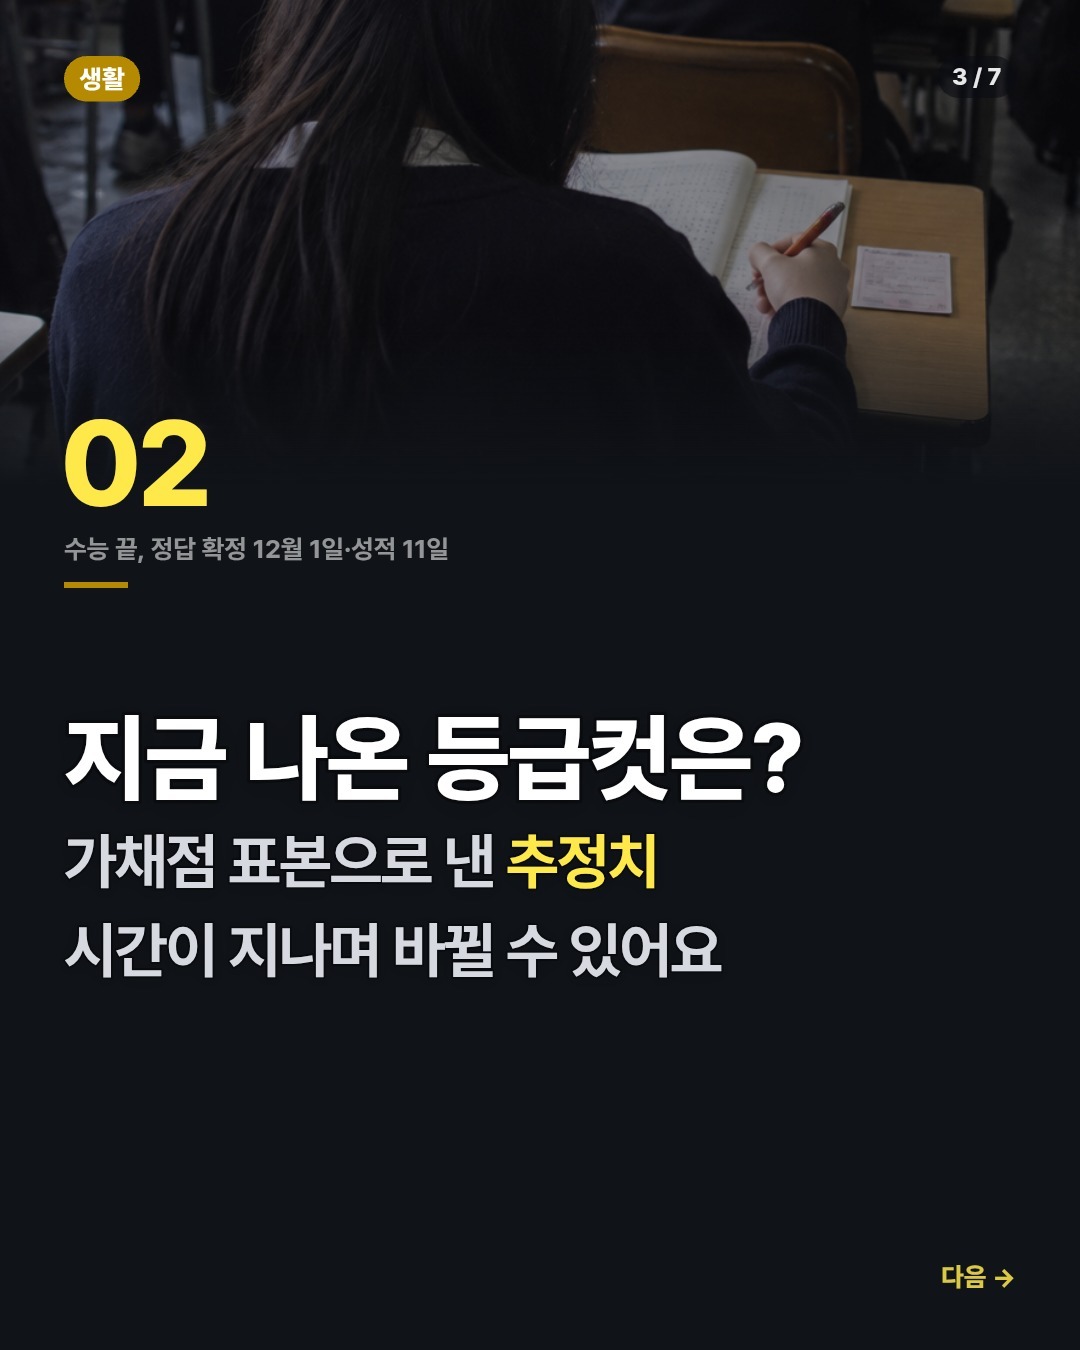 생활
3 / 7
02
수능 끝, 정답 확정 12월 1일·성적 11일
지금 나온 등급컷은?
가채점 표본으로 낸 추정치
시간이 지나며 바뀔 수 있어요
다음 →